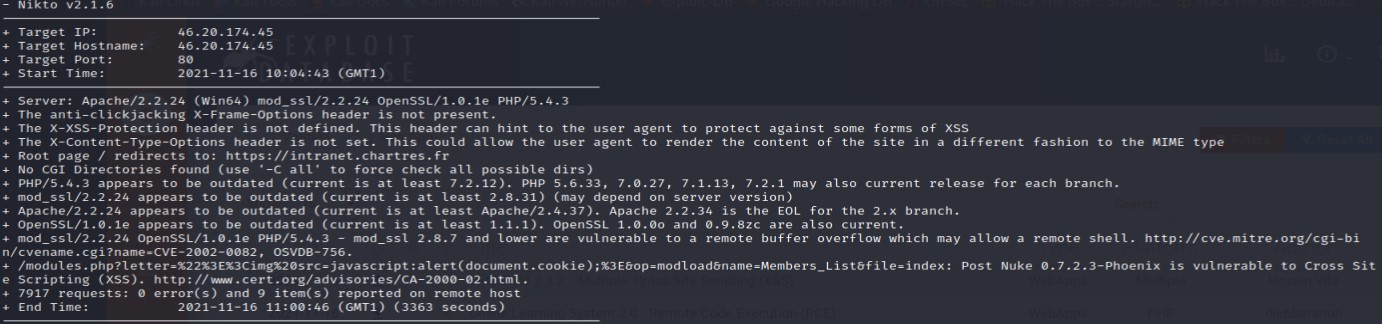 - Nikto v2.1.6
+ Target IP: 46.20.174.45
+ Target Hostname: 46.20.174.45
+ Target Port: 80
+ Start Time: 2021-11-16 10:04:43 (GMT1)
+ Server: Apache/2.2.24 (Win64) mod_ssl/2.2.24 OpenSSL/1.0.1e PHP/5.4.3
+ The anti-clickjacking X-Frame-Options header is not present.
+ The X-XSS-Protection header is not defined. This header can hint to the user agent to protect against some forms of XSS
+ The X-Content-Type-Options header is not set. This could allow the user agent to render the content of the site in a different fashion to the MIME type
+ Root page / redirects to: https://intranet.chartres.fr
+ No CGI Directories found (use '-C all' to force check all possible dirs)
+ PHP/5.4.3 appears to be outdated (current is at least 7.2.12). PHP 5.6.33, 7.0.27, 7.1.13, 7.2.1 may also current release for each branch.
+ mod_ssl/2.2.24 appears to be outdated (current is at least 2.8.31) (may depend on server version)
+ Apache/2.2.24 appears to be outdated (current is at least Apache/2.4.37). Apache 2.2.34 is the EOL for the 2.x branch.
+ OpenSSL/1.0.1e appears to be outdated (current is at least 1.1.1). OpenSSL 1.0.0o and 0.9.8zc are also current.
+ mod_ssl/2.2.24 OpenSSL/1.0.1e PHP/5.4.3 - mod_ssl 2.8.7 and lower are vulnerable to a remote buffer overflow which may allow a remote shell. http://cve.mitre.org/cgi-bi
n/cvename.cgi?name=CVE-2002-0082, OSVDB-756.
+ /modules.php?letter=%22%3E%3Cimg%20src=javascript:alert(document.cookie);%3E&op=modload&name=Members_List&file=index: Post Nuke 0.7.2.3-Phoenix is vulnerable to Cross Sit
e Scripting (XSS). http://www.cert.org/advisories/CA-2000-02.html.
+ 7917 requests: 0 error(s) and 9 item(s) reported on remote host
+ End Time: 2021-11-16 11:00:46 (GMT1) (3363 seconds)
EXPLOIT
DATABASE